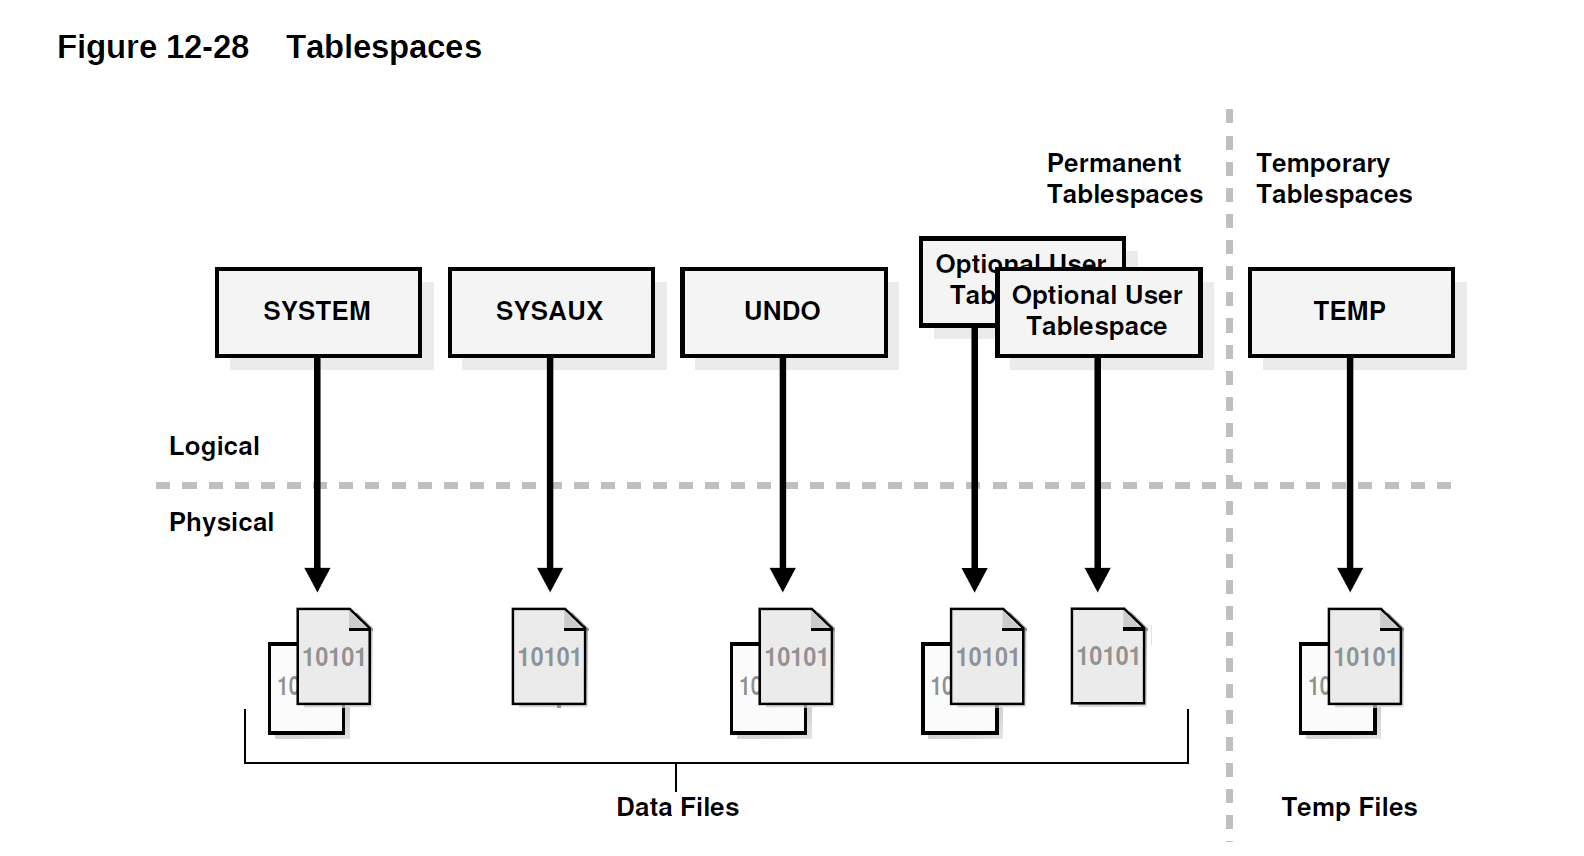 Figure 12-28 Tablespaces
Permanent
Tablespaces
Temporary
Tablespaces
SYSTEM
SYSAUX
UNDO
Optional User
Tab
Optional User
Tablespace
TEMP
Logical
Physical
10101
10
10101
10101
10
10101
10
10101
10101
10
Data Files
Temp Files